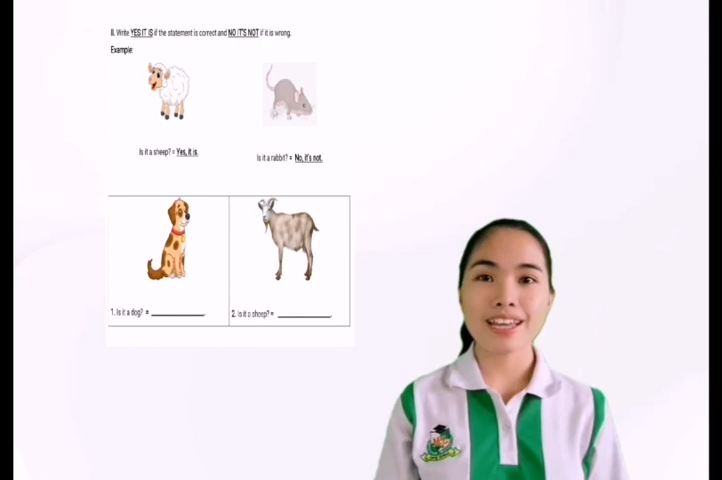 II. Write YES IT IS if the statement is correct and NO IT'S NOT if it is wrong.
Example:
Is it a sheep? = Yes, it is.
Is it a rabbit? = No, it's not.
1. Is it a dog? = ____________.
2. Is it a sheep? = ____________.